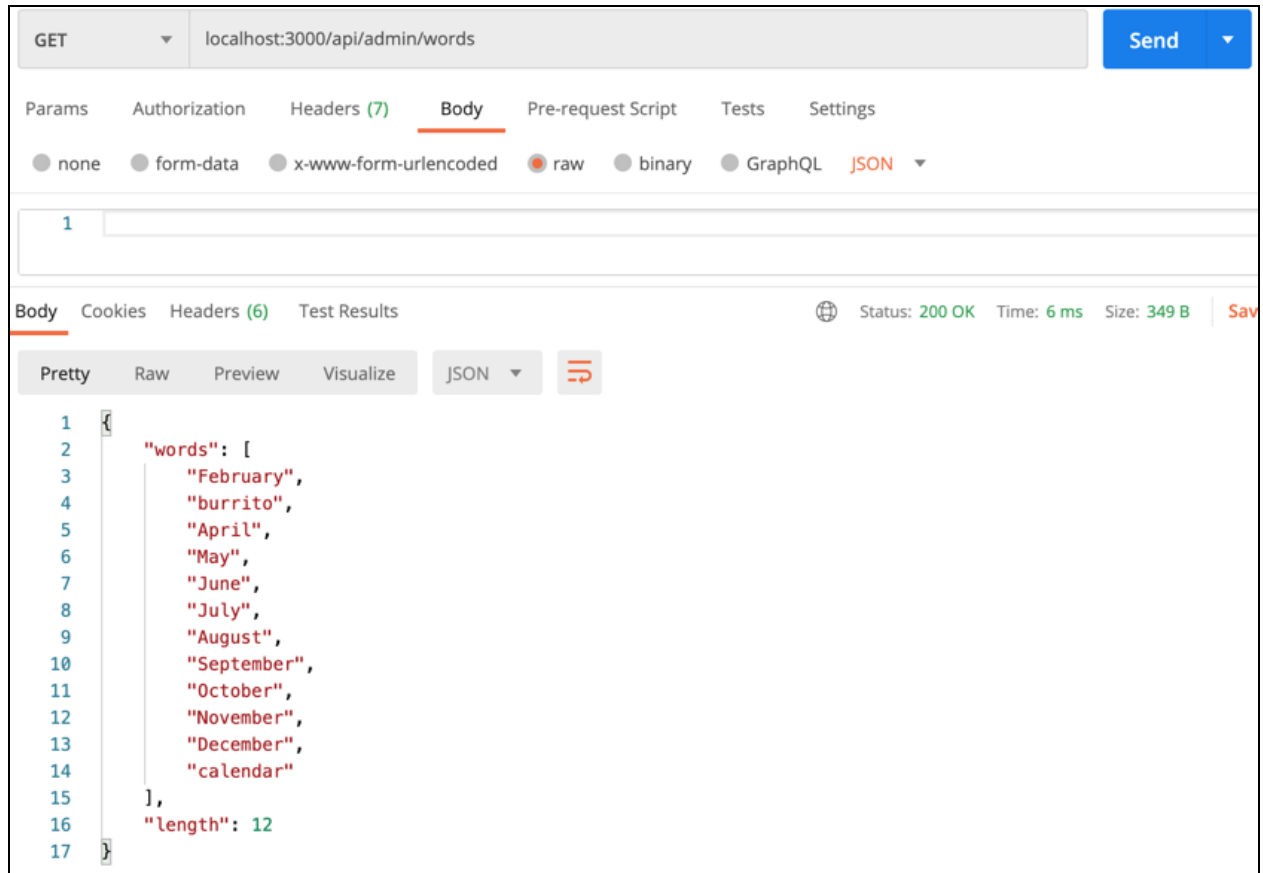 GET localhost:3000/api/admin/words Send
Params Authorization Headers (7) Body Pre-request Script Tests Settings
none form-data x-www-form-urlencoded raw binary GraphQL JSON
1
Body Cookies Headers (6) Test Results Status: 200 OK Time: 6 ms Size: 349 B Sav
Pretty Raw Preview Visualize JSON
1 {
2 "words": [
3 "February",
4 "burrito",
5 "April",
6 "May",
7 "June",
8 "July",
9 "August",
10 "September",
11 "October",
12 "November",
13 "December",
14 "calendar"
15 ],
16 "length": 12
17 }